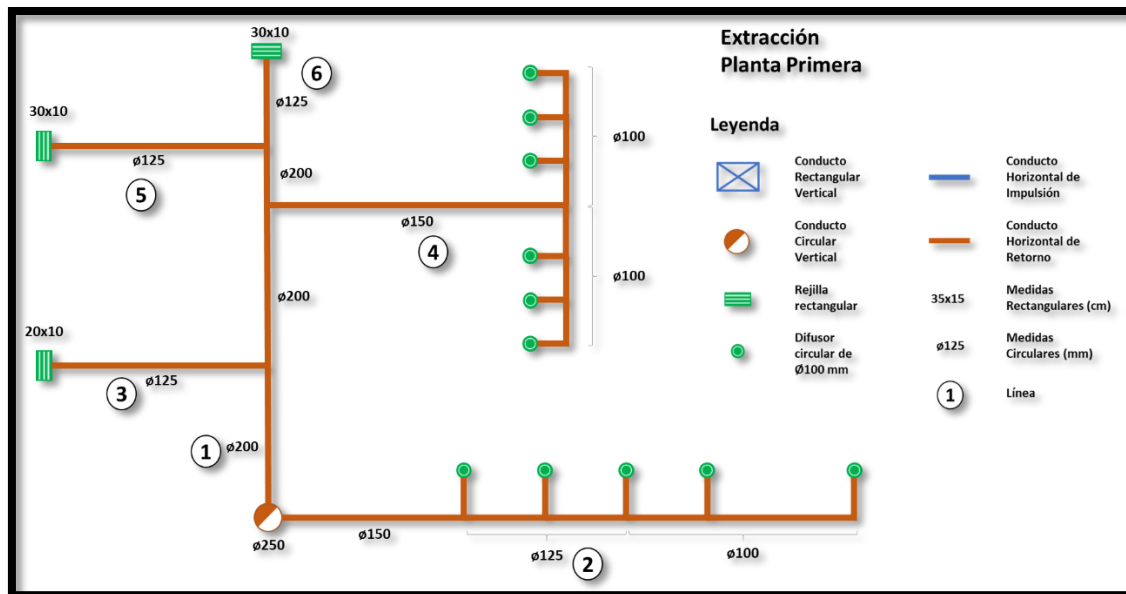 Extracción
Planta Primera
30x10
6
ø125
30x10
ø125
5
ø200
ø100
ø150
4
ø200
ø100
20x10
ø125
3
1
ø200
ø250
ø150
ø125
2
ø100
Leyenda
Conducto
Rectangular
Vertical
Conducto
Horizontal de
Impulsión
Conducto
Circular
Vertical
Conducto
Horizontal de
Retorno
Rejilla
rectangular
35x15
Medidas
Rectangulares (cm)
Difusor
circular de
Ø100 mm
ø125
Medidas
Circulares (mm)
1
Línea